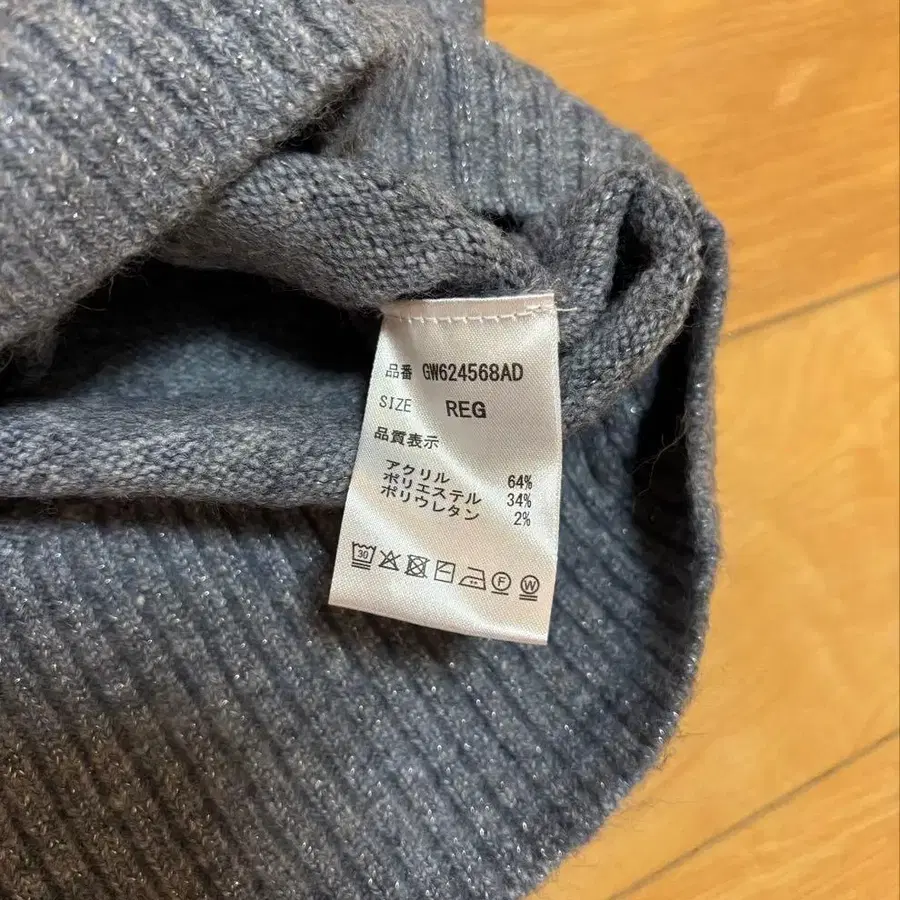 品番 GW624568AD
SIZE REG
品質表示
アクリル 64%
ポリエステル 34%
ポリウレタン 2%
30 F W